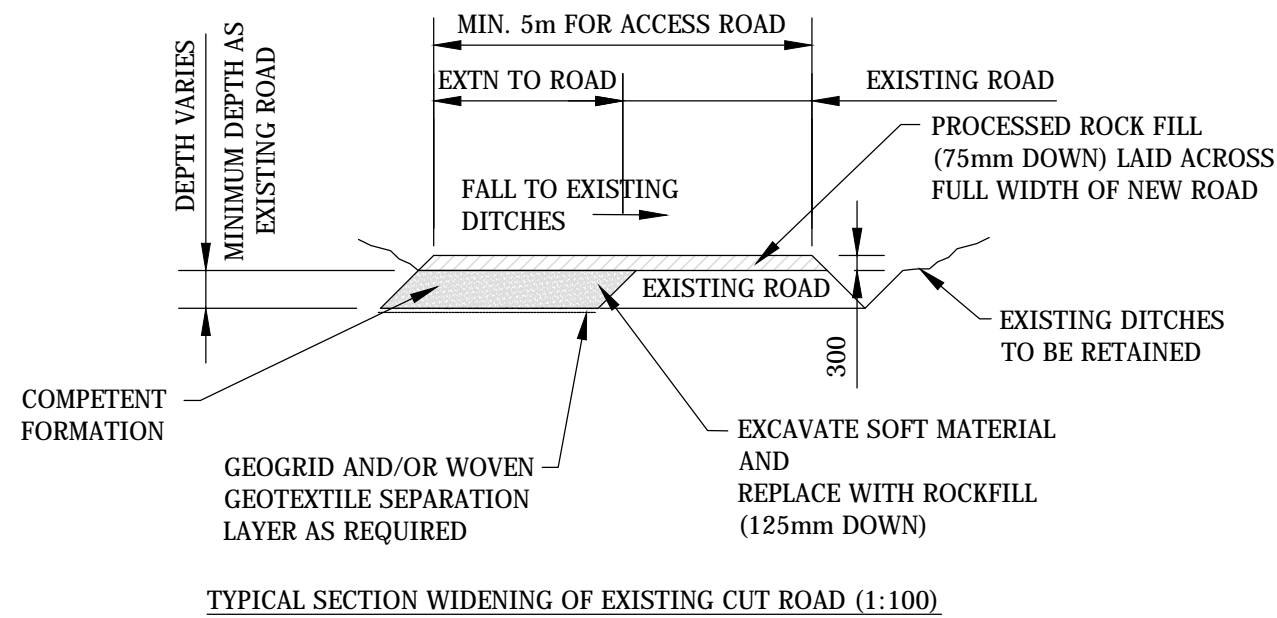 MIN. 5m FOR ACCESS ROAD
DEPTH VARIES
MINIMUM DEPTH AS
EXISTING ROAD
EXTN TO ROAD
EXISTING ROAD
PROCESSED ROCK FILL
(75mm DOWN) LAID ACROSS
FULL WIDTH OF NEW ROAD
FALL TO EXISTING
DITCHES
EXISTING ROAD
300
EXISTING DITCHES
TO BE RETAINED
COMPETENT
FORMATION
GEOGRID AND/OR WOVEN
GEOTEXTILE SEPARATION
LAYER AS REQUIRED
EXCAVATE SOFT MATERIAL
AND
REPLACE WITH ROCKFILL
(125mm DOWN)
TYPICAL SECTION WIDENING OF EXISTING CUT ROAD (1:100)